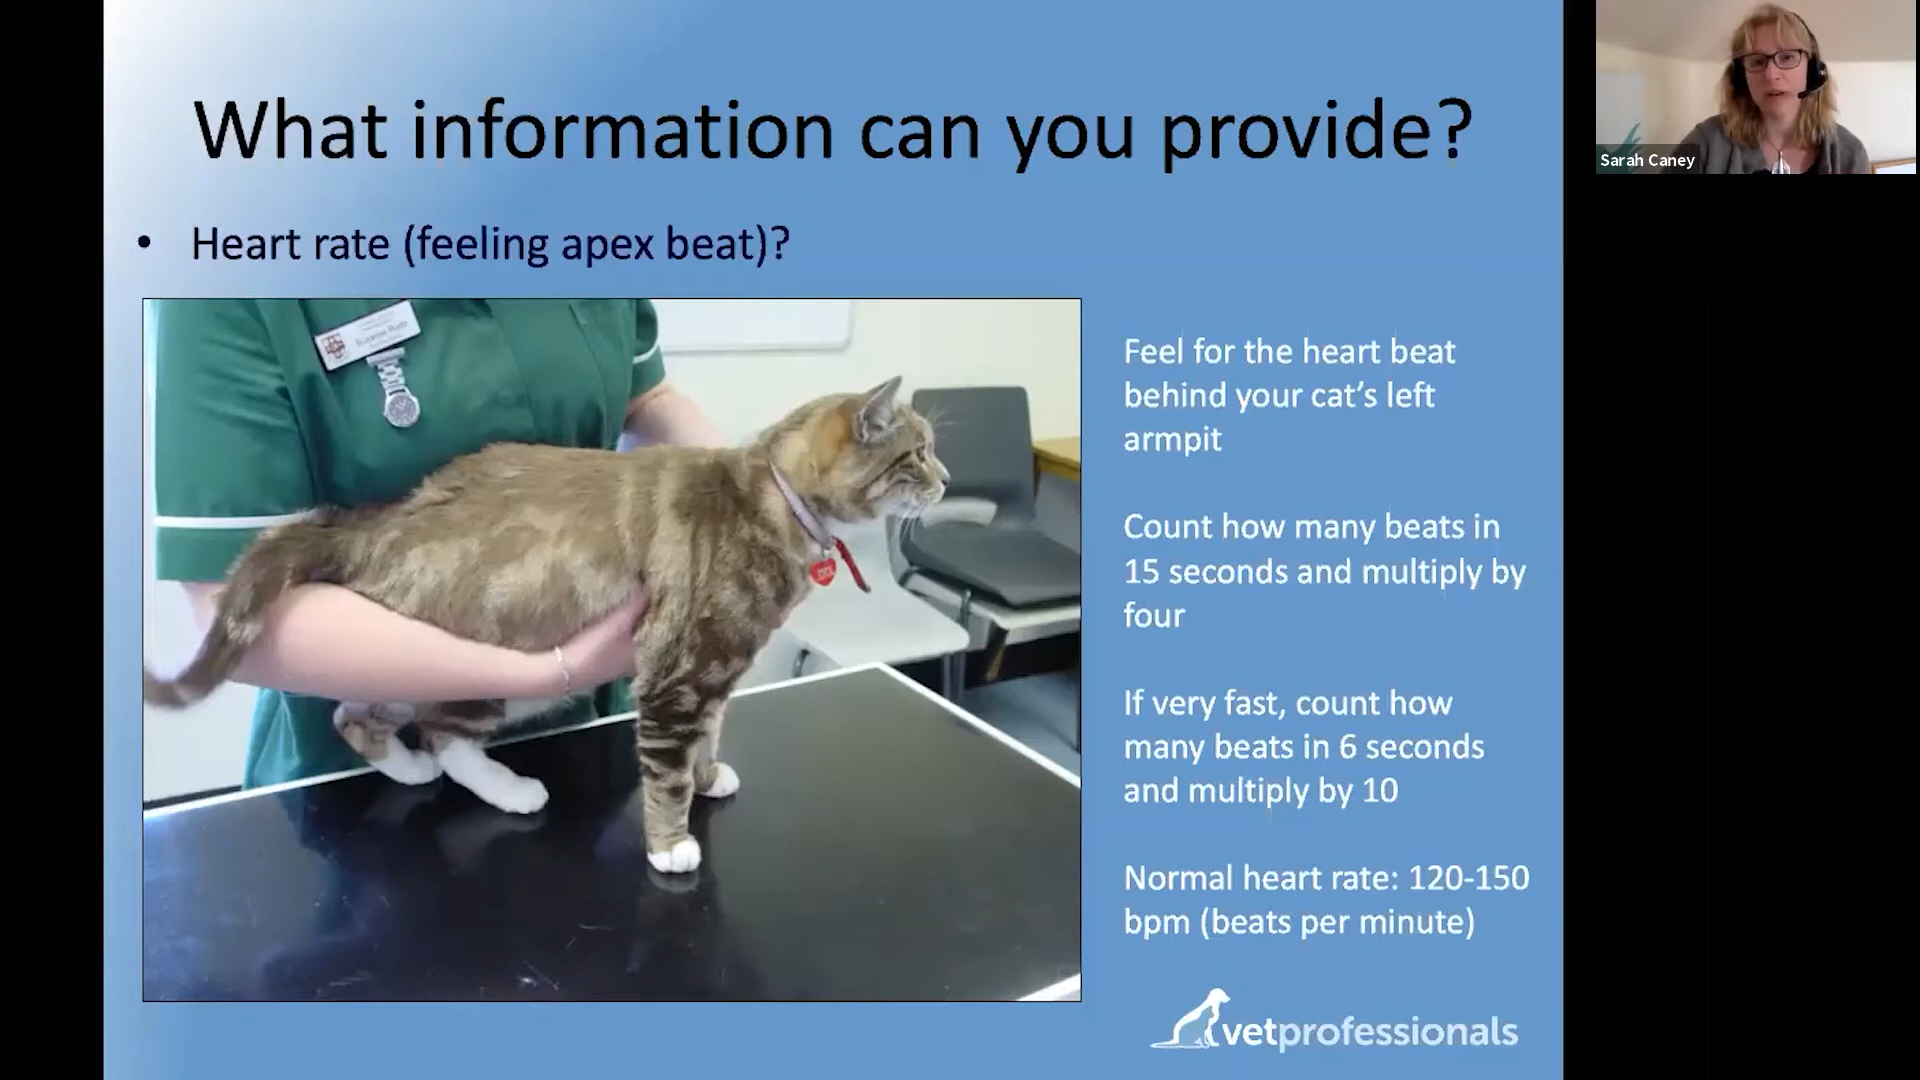 What information can you provide?
• Heart rate (feeling apex beat)?
Feel for the heart beat
behind your cat’s left
armpit
Count how many beats in
15 seconds and multiply by
four
If very fast, count how
many beats in 6 seconds
and multiply by 10
Normal heart rate: 120-150
bpm (beats per minute)
vetprofessionals
Sarah Caney